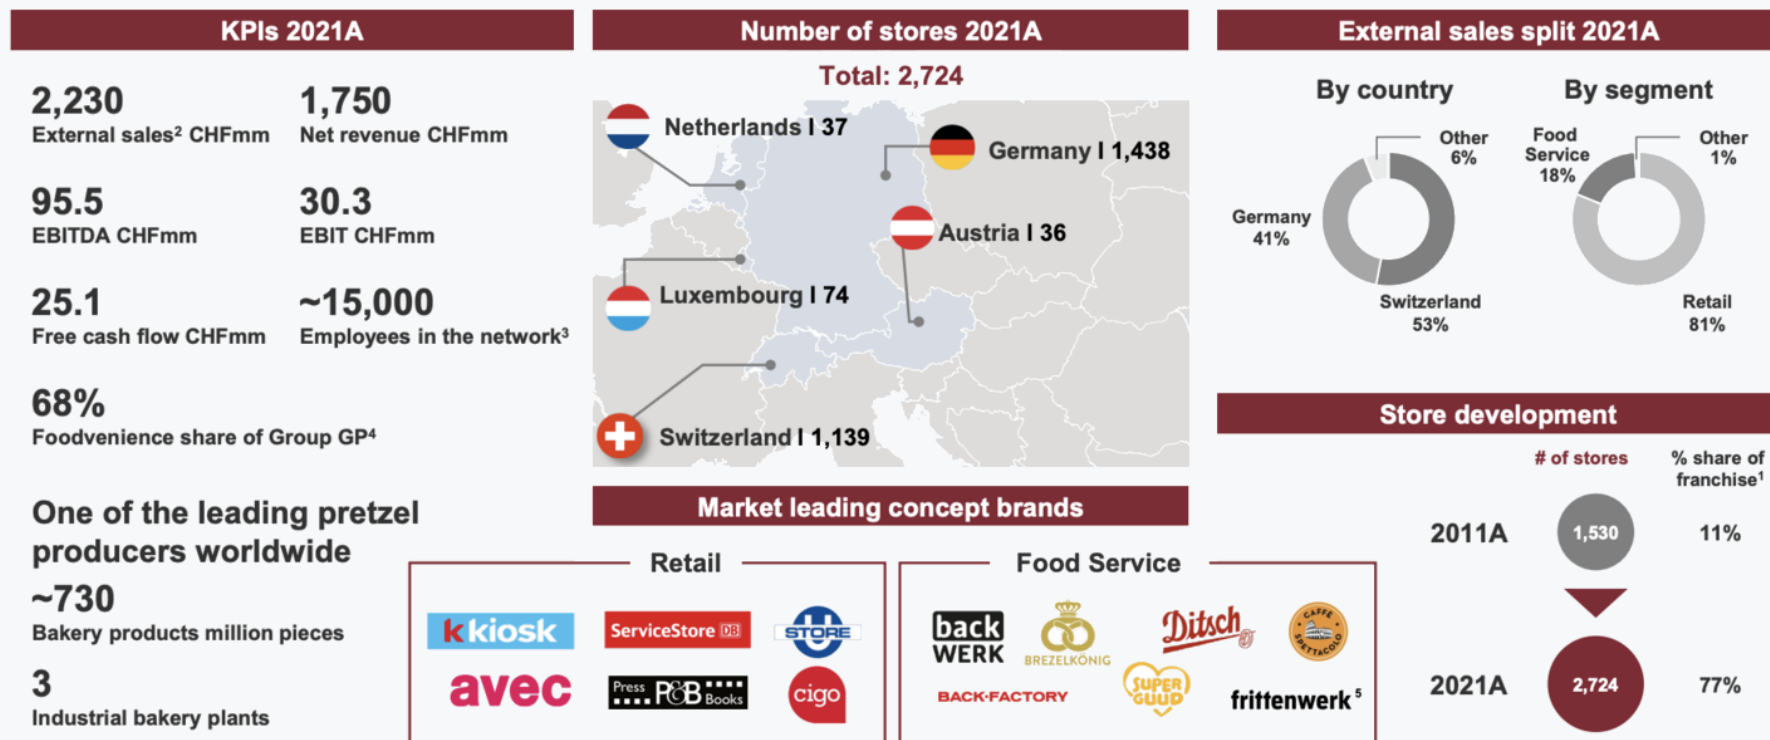 KPIs 2021A
2,230
External sales² CHFmm
1,750
Net revenue CHFmm
95.5
EBITDA CHFmm
30.3
EBIT CHFmm
25.1
Free cash flow CHFmm
~15,000
Employees in the network³
68%
Foodvenience share of Group GP⁴
One of the leading pretzel
producers worldwide
~730
Bakery products million pieces
3
Industrial bakery plants
Number of stores 2021A
Total: 2,724
Netherlands I 37
Germany I 1,438
Austria I 36
Luxembourg I 74
Switzerland I 1,139
Market leading concept brands
Retail
k kiosk
ServiceStore DB
U STORE
avec
Press P&B Books
cigo
Food Service
back
WERK
BREZELKÖNIG
Ditsch
CAFFÈ
SPETTACOLO
BACK·FACTORY
SUPER
GUUD
frittenwerk ⁵
External sales split 2021A
By country
Other
6%
Germany
41%
Switzerland
53%
By segment
Food
Service
18%
Other
1%
Retail
81%
Store development
# of stores
% share of
franchise¹
2011A
1,530
11%
2021A
2,724
77%